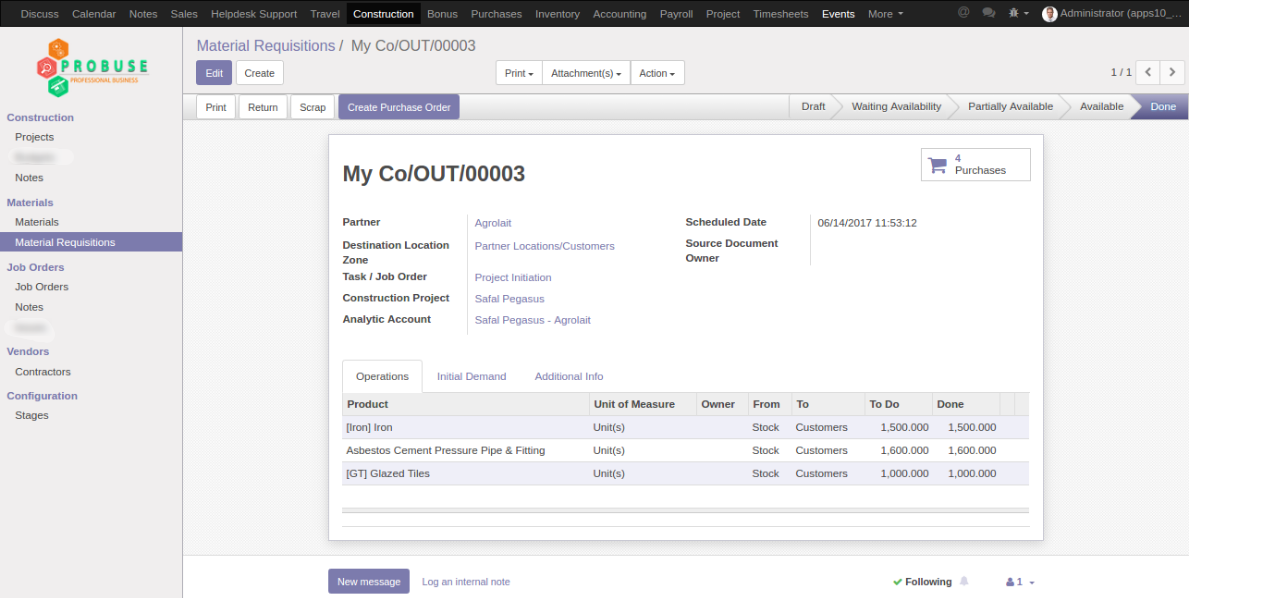 Discuss Calendar Notes Sales Helpdesk Support Travel Construction Bonus Purchases Inventory Accounting Payroll Project Timesheets Events More @ Administrator (apps10_...
PROBUSE
PROFESSIONAL BUSINESS
Construction
Projects
Notes
Materials
Materials
Material Requisitions
Job Orders
Job Orders
Notes
Vendors
Contractors
Configuration
Stages
Material Requisitions / My Co/OUT/00003
Edit Create Print Attachment(s) Action 1 / 1
Print Return Scrap Create Purchase Order Draft Waiting Availability Partially Available Available Done
4
Purchases
My Co/OUT/00003
Partner Agrolait Scheduled Date 06/14/2017 11:53:12
Destination Location Zone Partner Locations/Customers Source Document
Owner
Task / Job Order Project Initiation
Construction Project Safal Pegasus
Analytic Account Safal Pegasus - Agrolait
Operations Initial Demand Additional Info
Product Unit of Measure Owner From To To Do Done
[Iron] Iron Unit(s) Stock Customers 1,500.000 1,500.000
Asbestos Cement Pressure Pipe & Fitting Unit(s) Stock Customers 1,600.000 1,600.000
[GT] Glazed Tiles Unit(s) Stock Customers 1,000.000 1,000.000
New message Log an internal note Following 1